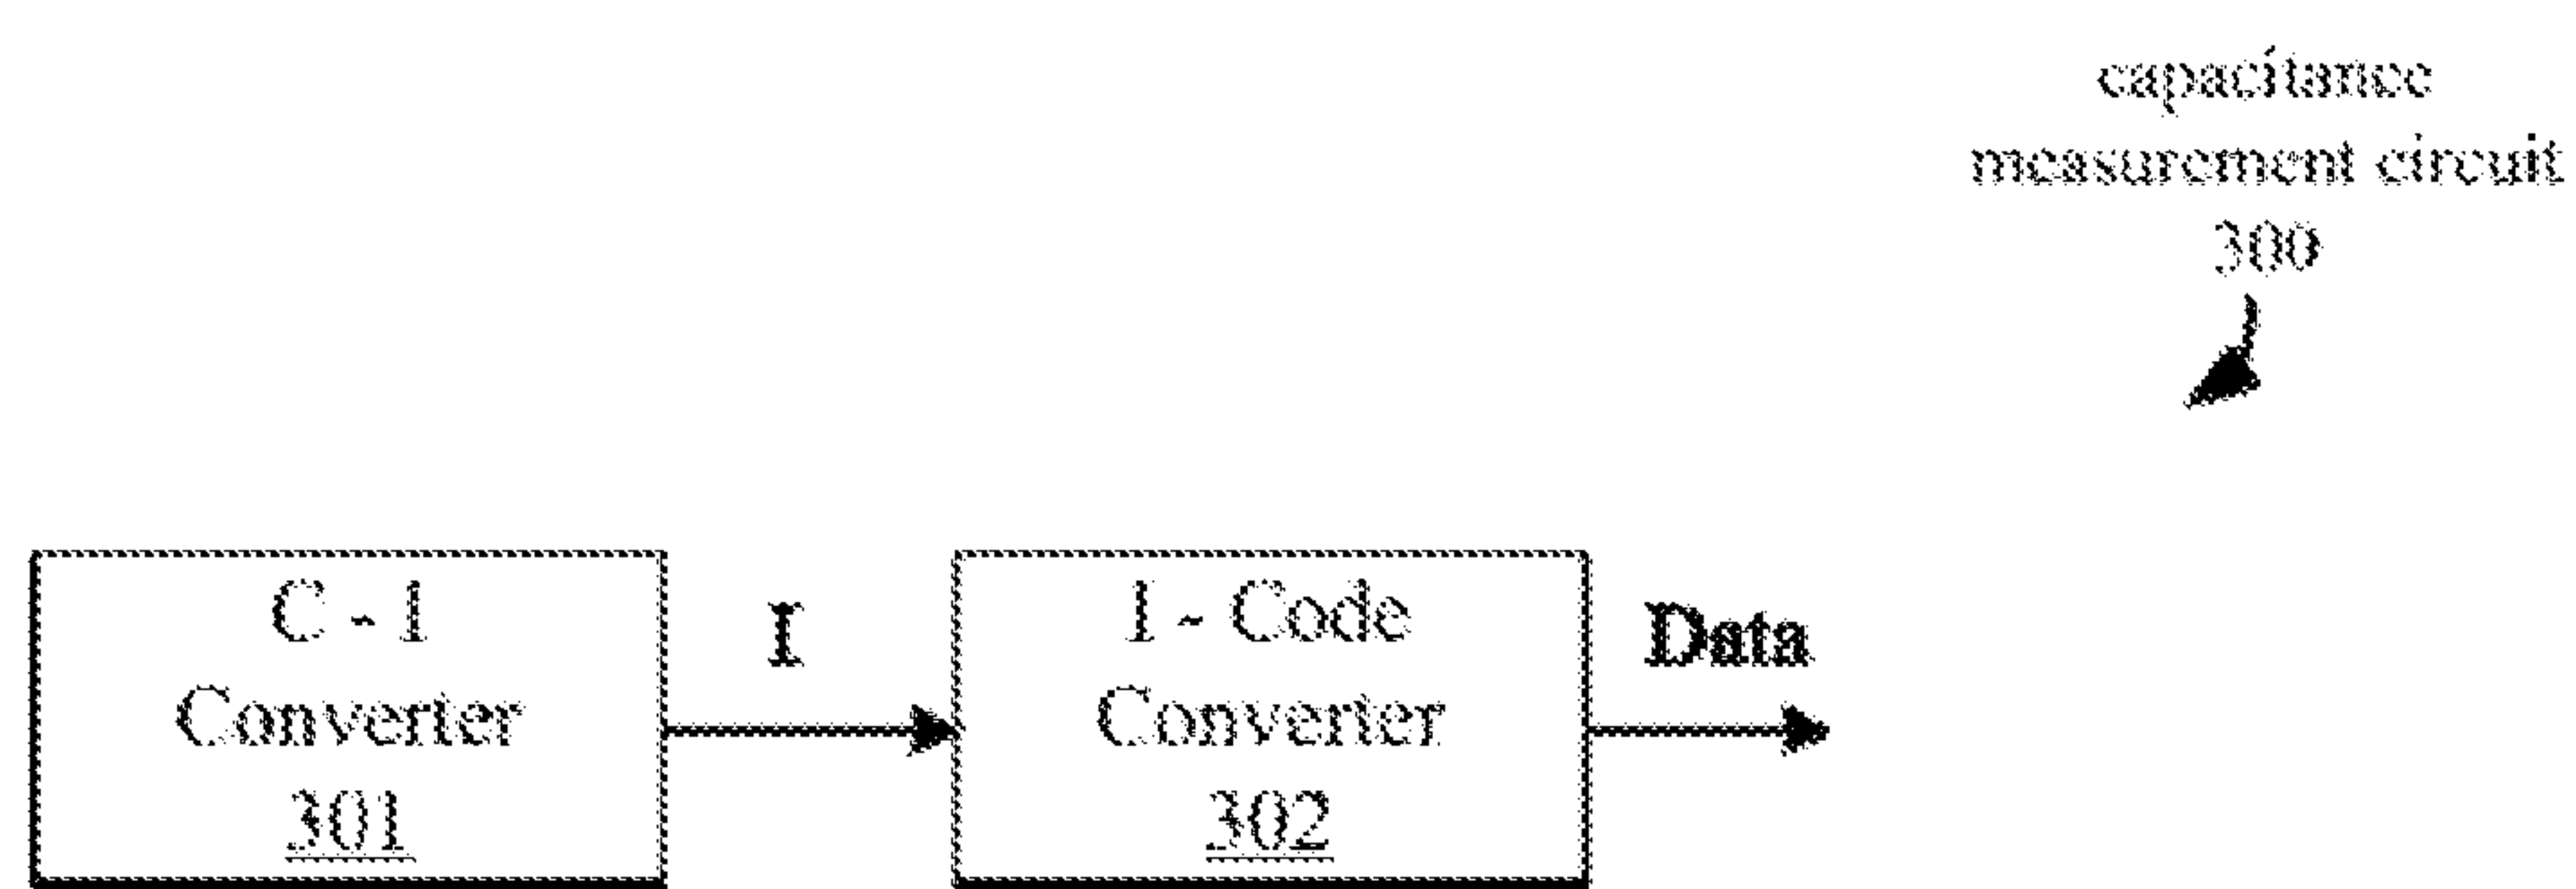 capacitance
measurement circuit
300
C - I
Converter
301
I
I - Code
Converter
302
Data